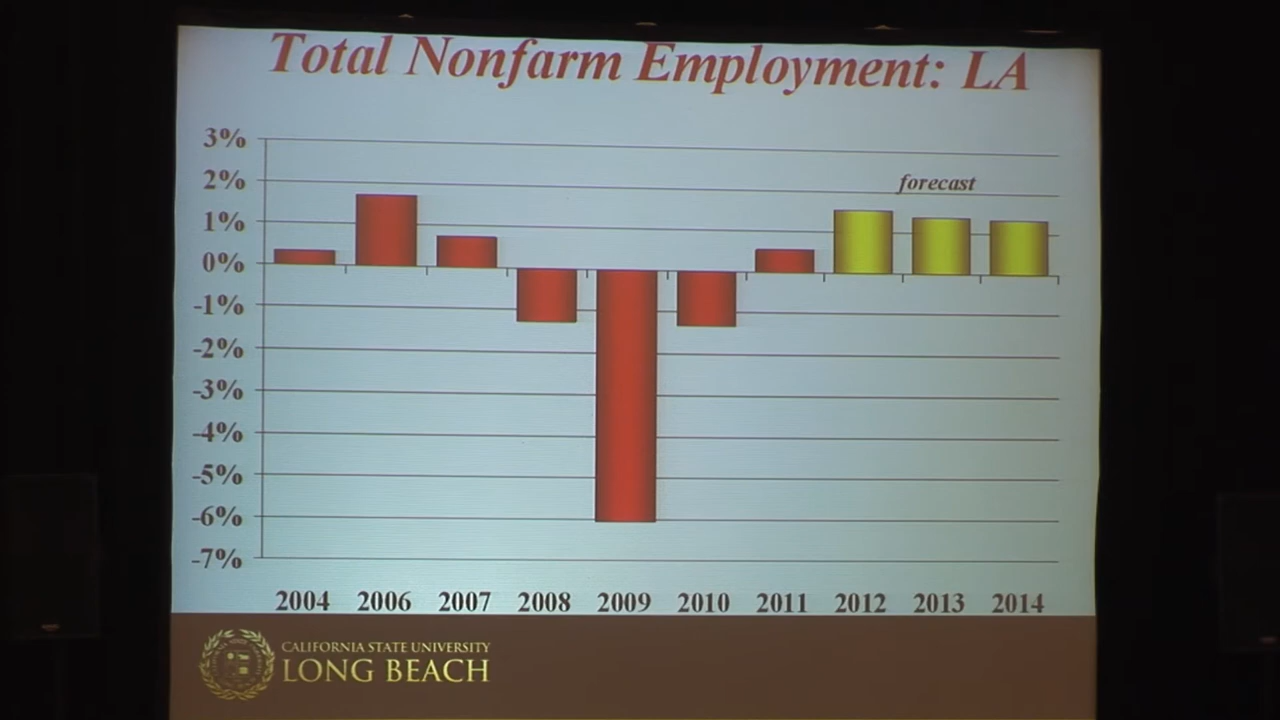 Total Nonfarm Employment: LA
3%
2%
forecast
1%
0%
-1%
-2%
-3%
-4%
-5%
-6%
-7%
2004 2006 2007 2008 2009 2010 2011 2012 2013 2014
CALIFORNIA STATE UNIVERSITY
LONG BEACH